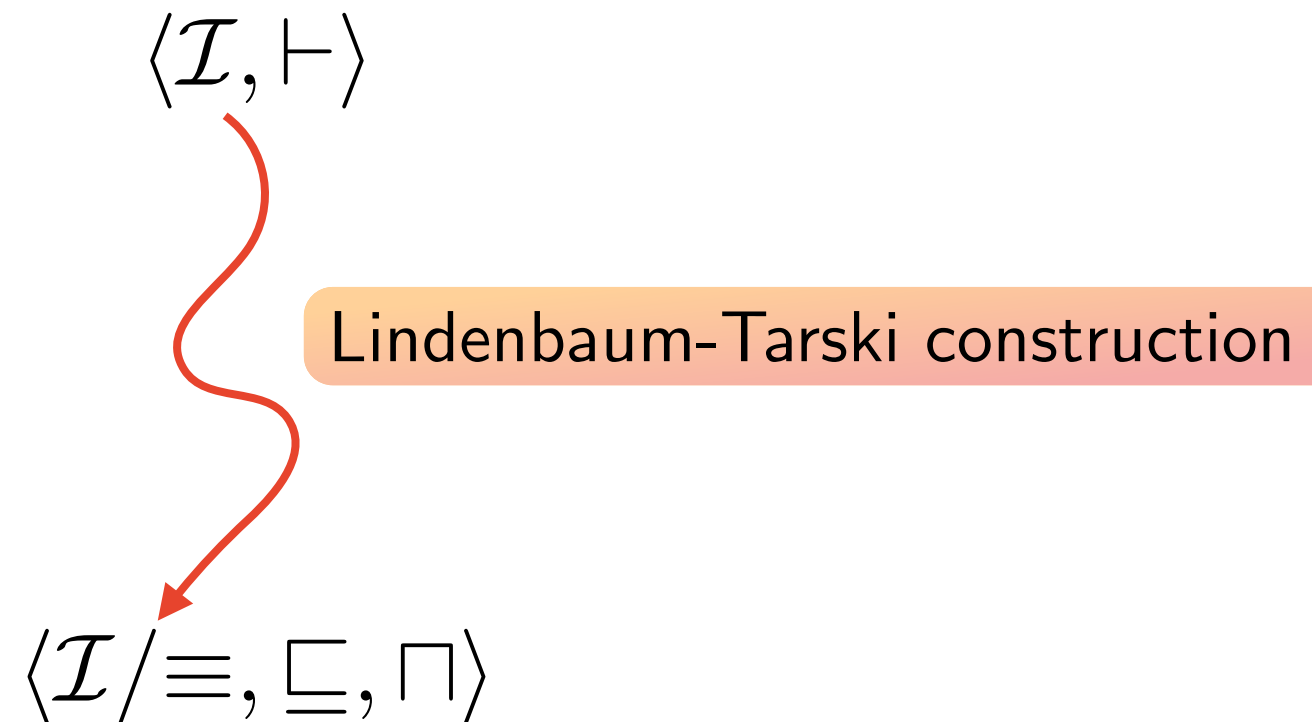 ⟨ℐ, ⊢⟩
Lindenbaum-Tarski construction
⟨ℐ/≡, ⊑, ⊓⟩